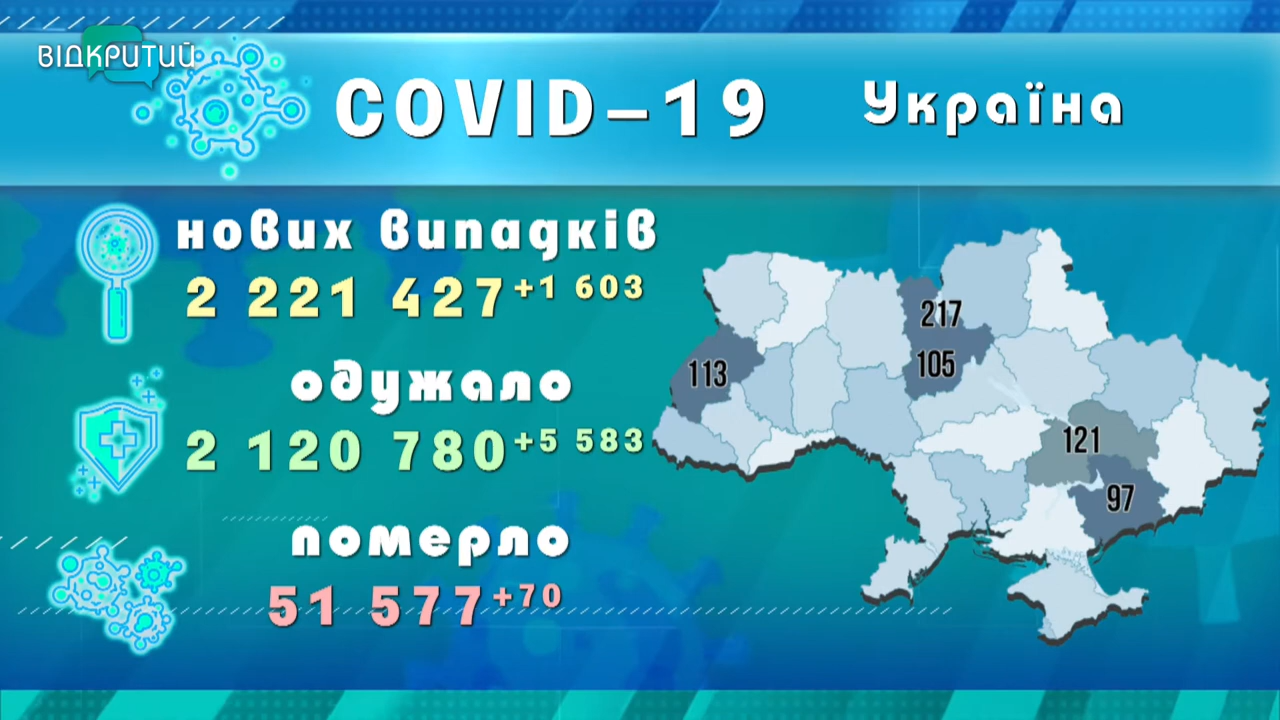 ВІДКРИТИЙ
COVID–19 Україна
нових випадків
2 221 427 +1 603
одужало
2 120 780 +5 583
померло
51 577 +70
217
113
105
121
97